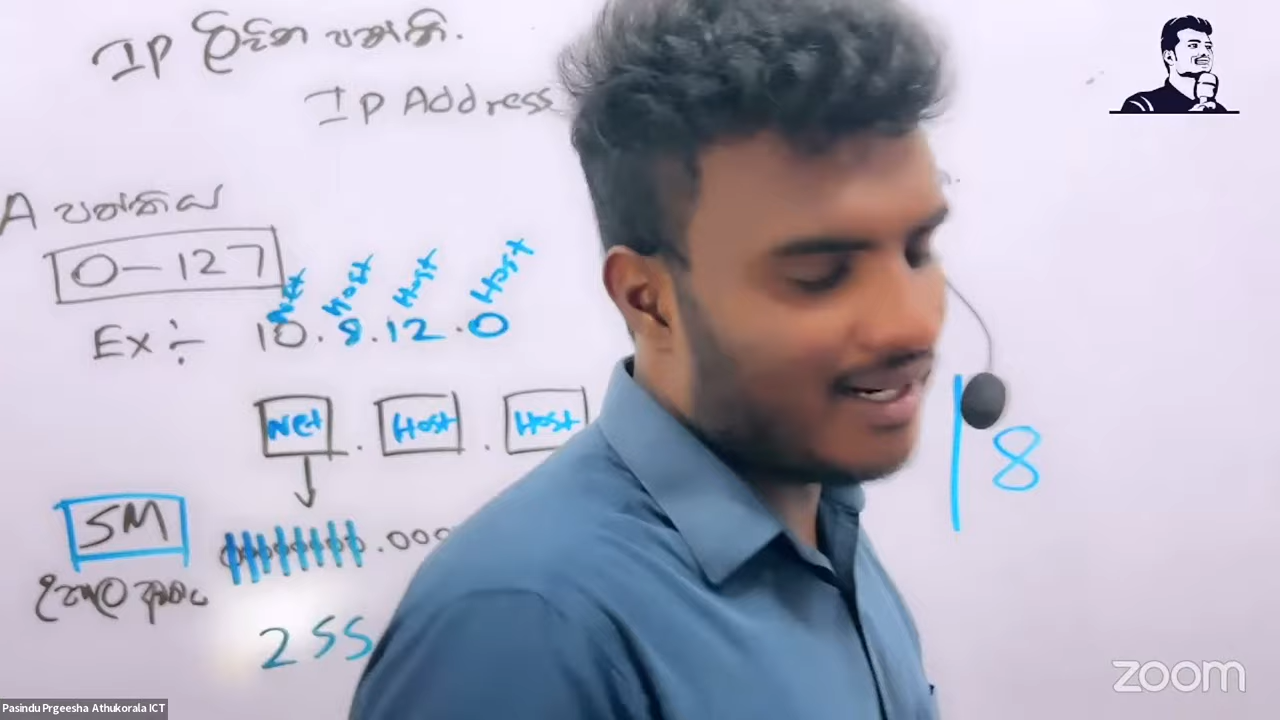 IP ලිපින පන්ති.
IP Address
A පන්තිය
0-127
Net Host Host Host
Ex ÷ 10.8.12.0
Net . Host . Host
8
SM
.000
255
zoom
Pasindu Prgeesha Athukorala ICT